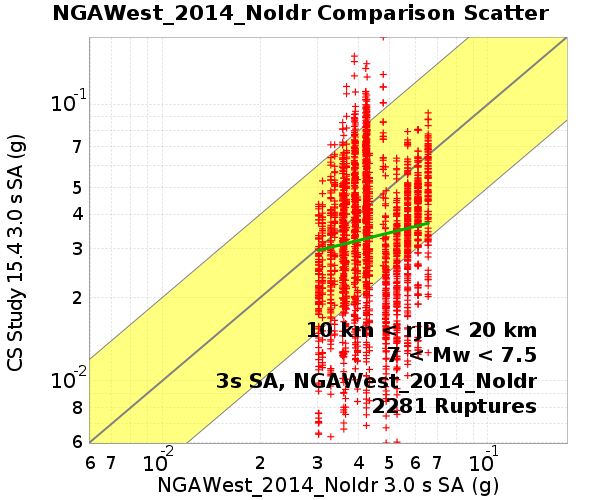 NGAWest_2014_NoIdr Comparison Scatter
CS Study 15.4 3.0 s SA (g)
10-1
7
5
4
3
2
10-2
8
6
10 km < rJB < 20 km
7 < Mw < 7.5
3s SA, NGAWest_2014_NoIdr
2281 Ruptures
6 7 10-2 2 3 4 5 6 7 10-1
NGAWest_2014_NoIdr 3.0 s SA (g)